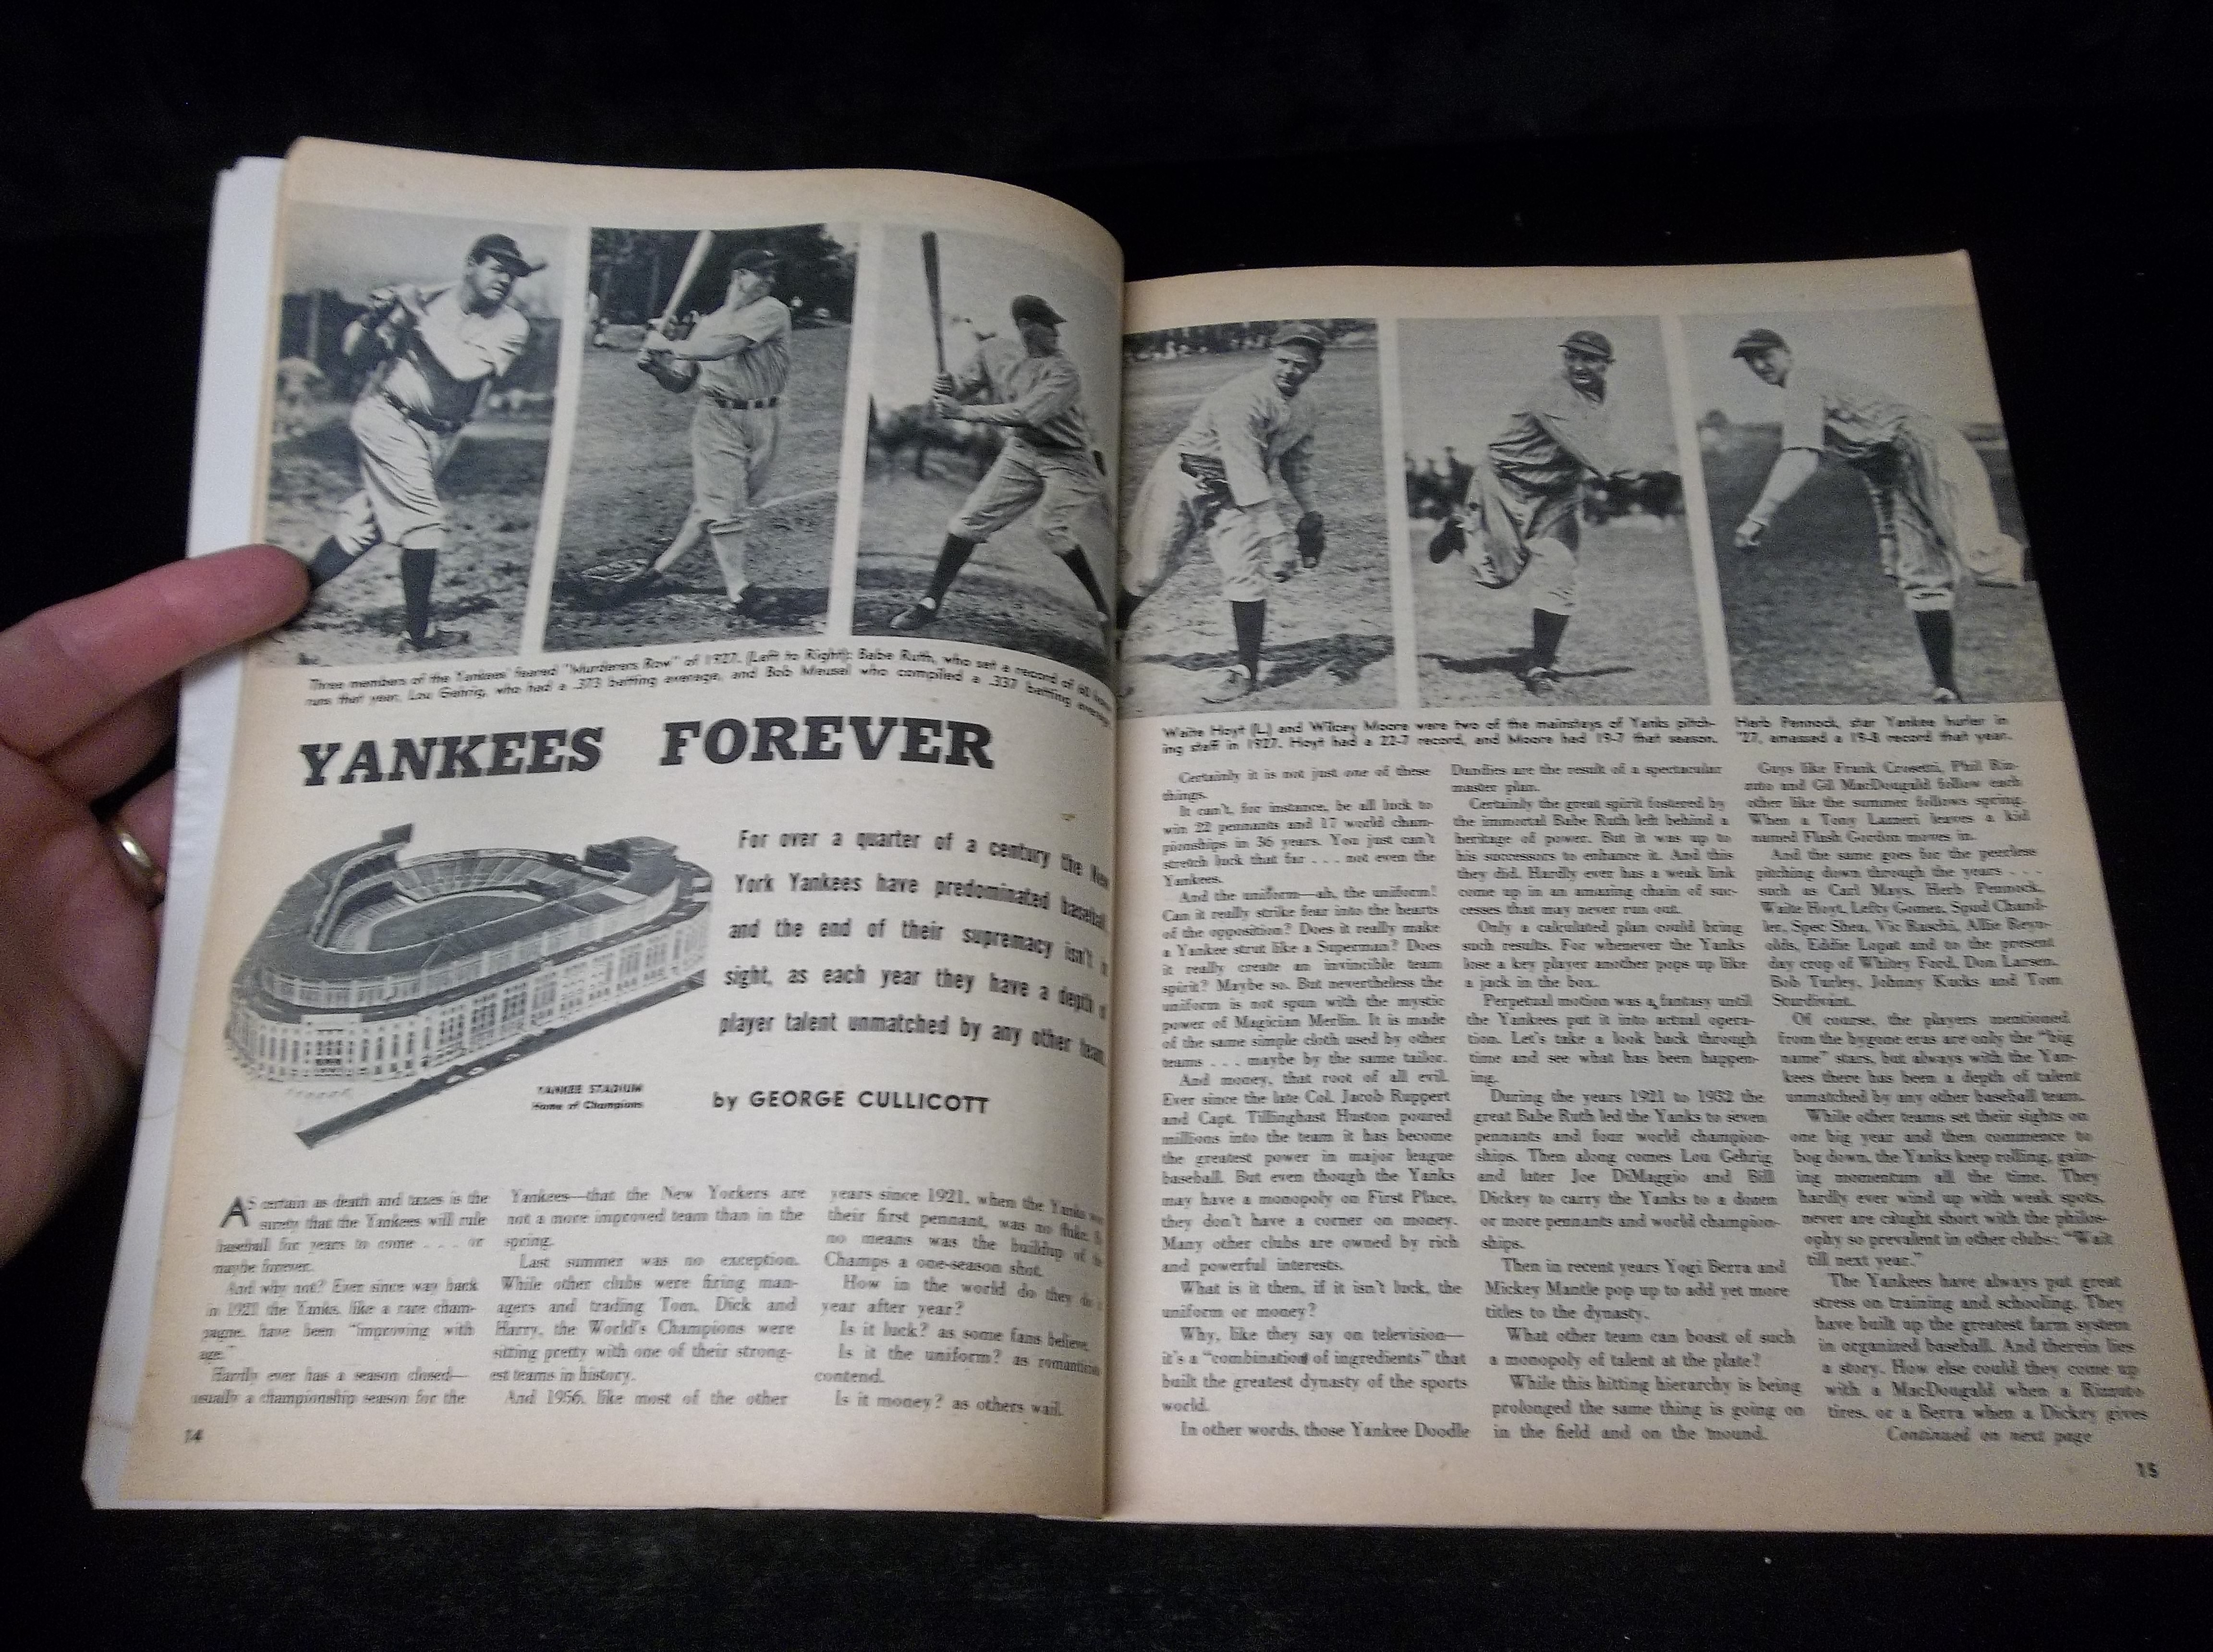 Three members of the Yankees' feared "Murderers Row" of 1927. (Left to Right): Babe Ruth, who set a record of 60
runs that year, Lou Gehrig, who had a .373 batting average, and Bob Meusel who compiled a .337 batting average
YANKEES FOREVER
For over a quarter of a century the New
York Yankees have predominated baseball
and the end of their supremacy isn't
sight, as each year they have a depth of
player talent unmatched by any other team.
YANKEE STADIUM
Home of Champions
by GEORGE CULLICOTT
AS certain as death and taxes is the
surety that the Yankees will rule
baseball for years to come . . . or
maybe forever.
And why not? Ever since way back
in 1921 the Yanks, like a rare cham-
pagne, have been "improving with
age."
Hardly ever has a season closed—
usually a championship season for the
14
Yankees—that the New Yorkers are
not a more improved team than in the
spring.
Last summer was no exception.
While other clubs were firing man-
agers and trading Tom, Dick and
Harry, the World's Champions were
sitting pretty with one of their strong-
est teams in history.
And 1956, like most of the other
years since 1921, when the Yanks
their first pennant, was no fluke.
no means was the buildup of
Champs a one-season shot.
How in the world do they do
year after year?
Is it luck? as some fans believe.
Is it the uniform? as romanticists
contend.
Is it money? as others wail.
Waite Hoyt (L) and Wilcey Moore were two of the mainstays of Yanks pitch-
ing staff in 1927. Hoyt had a 22-7 record, and Moore had 19-7 that season.
Herb Pennock, star Yankee hurler in
'27, amassed a 19-8 record that year.
Certainly it is not just one of these
things.
It can't, for instance, be all luck to
win 22 pennants and 17 world cham-
pionships in 36 years. You just can't
stretch luck that far . . . not even the
Yankees.
And the uniform—ah, the uniform!
Can it really strike fear into the hearts
of the opposition? Does it really make
a Yankee strut like a Superman? Does
it really create an invincible team
spirit? Maybe so. But nevertheless the
uniform is not spun with the mystic
power of Magician Merlin. It is made
of the same simple cloth used by other
teams . . . maybe by the same tailor.
And money, that root of all evil.
Ever since the late Col. Jacob Ruppert
and Capt. Tillinghast Huston poured
millions into the team it has become
the greatest power in major league
baseball. But even though the Yanks
may have a monopoly on First Place,
they don't have a corner on money.
Many other clubs are owned by rich
and powerful interests.
What is it then, if it isn't luck, the
uniform or money?
Why, like they say on television—
it's a "combination of ingredients" that
built the greatest dynasty of the sports
world.
In other words, those Yankee Doodle
Dandies are the result of a spectacular
master plan.
Certainly the great spirit fostered by
the immortal Babe Ruth left behind a
heritage of power. But it was up to
his successors to enhance it. And this
they did. Hardly ever has a weak link
come up in an amazing chain of suc-
cesses that may never run out.
Only a calculated plan could bring
such results. For whenever the Yanks
lose a key player another pops up like
a jack in the box.
Perpetual motion was a fantasy until
the Yankees put it into actual opera-
tion. Let's take a look back through
time and see what has been happen-
ing.
During the years 1921 to 1932 the
great Babe Ruth led the Yanks to seven
pennants and four world champion-
ships. Then along comes Lou Gehrig
and later Joe DiMaggio and Bill
Dickey to carry the Yanks to a dozen
or more pennants and world champion-
ships.
Then in recent years Yogi Berra and
Mickey Mantle pop up to add yet more
titles to the dynasty.
What other team can boast of such
a monopoly of talent at the plate?
While this hitting hierarchy is being
prolonged the same thing is going on
in the field and on the mound.
Guys like Frank Crosetti, Phil Riz-
zuto and Gil MacDougald follow each
other like the summer follows spring.
When a Tony Lazzeri leaves a kid
named Flash Gordon moves in.
And the same goes for the peerless
pitching down through the years . . .
such as Carl Mays, Herb Pennock,
Waite Hoyt, Lefty Gomez, Spud Chand-
ler, Spec Shea, Vic Raschi, Allie Reyn-
olds, Eddie Lopat and to the present
day crop of Whitey Ford, Don Larsen,
Bob Turley, Johnny Kucks and Tom
Sturdivant.
Of course, the players mentioned
from the bygone eras are only the "big
name" stars, but always with the Yan-
kees there has been a depth of talent
unmatched by any other baseball team.
While other teams set their sights on
one big year and then commence to
bog down, the Yanks keep rolling, gain-
ing momentum all the time. They
hardly ever wind up with weak spots,
never are caught short with the philos-
ophy so prevalent in other clubs: "Wait
till next year."
The Yankees have always put great
stress on training and schooling. They
have built up the greatest farm system
in organized baseball. And therein lies
a story. How else could they come up
with a MacDougald when a Rizzuto
tires, or a Berra when a Dickey gives
Continued on next page
15